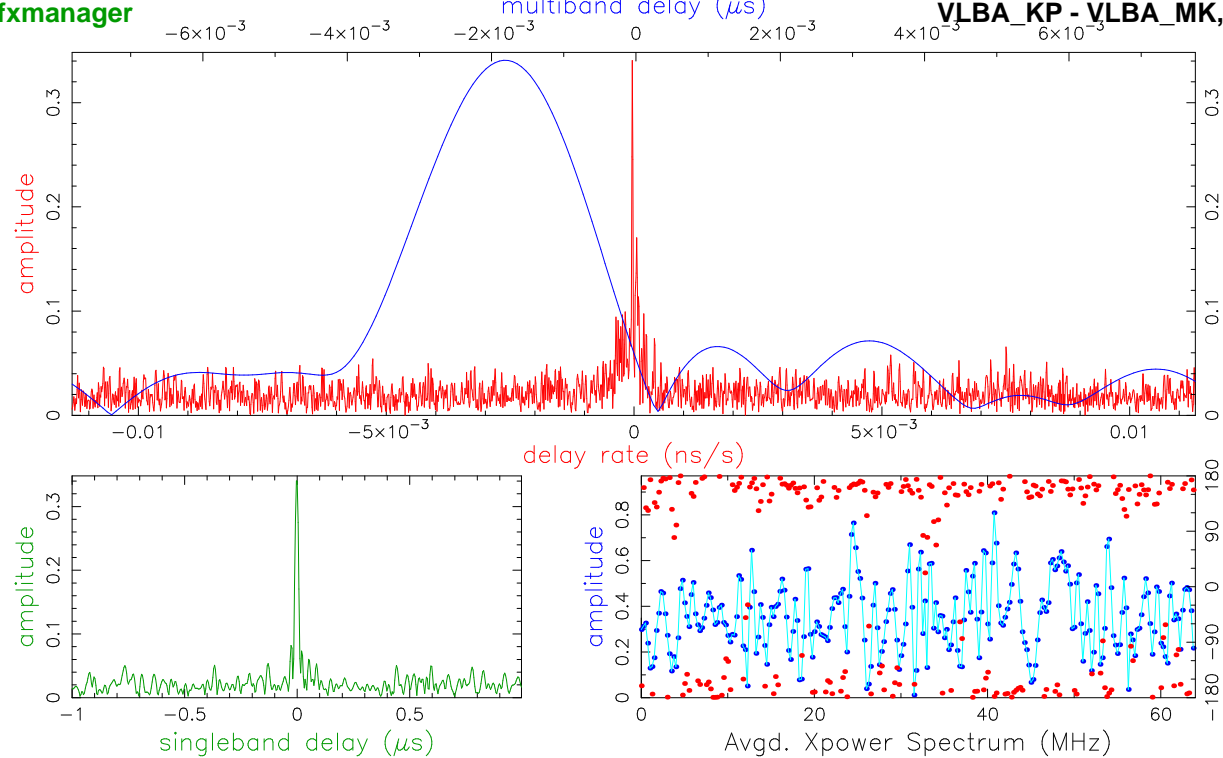 fxmanager
multiband delay (μs)
VLBA_KP - VLBA_MK,
−6×10⁻³ −4×10⁻³ −2×10⁻³ 0 2×10⁻³ 4×10⁻³ 6×10⁻³
amplitude
0 0.1 0.2 0.3
0 0.1 0.2 0.3
−0.01 −5×10⁻³ 0 5×10⁻³ 0.01
delay rate (ns/s)
amplitude
0 0.1 0.2 0.3
−1 −0.5 0 0.5
singleband delay (μs)
amplitude
0 0.2 0.4 0.6 0.8
−180 −90 0 90 180
0 20 40 60
Avgd. Xpower Spectrum (MHz)